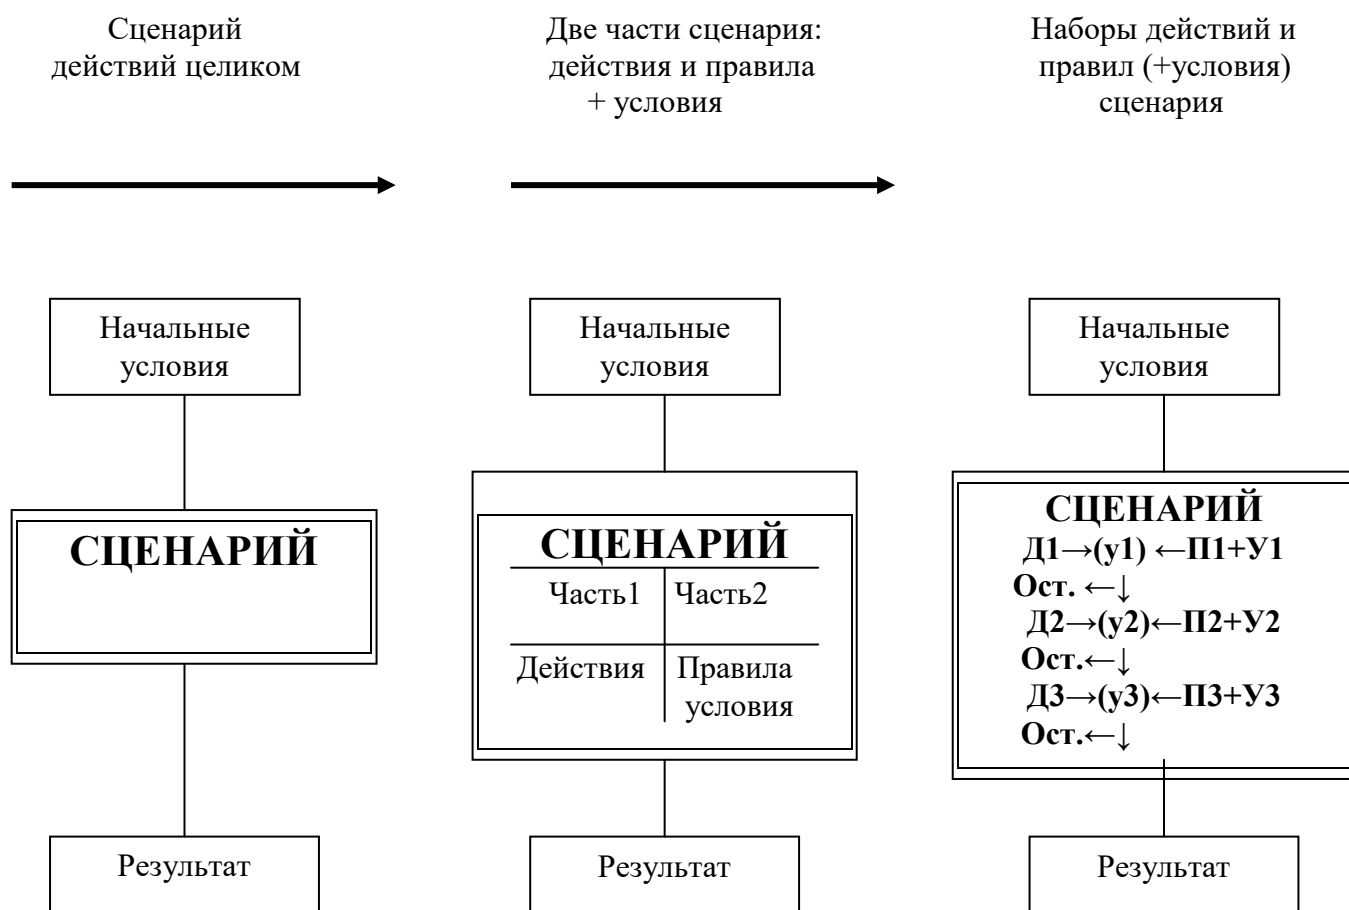 Сценарий
действий целиком
Две части сценария:
действия и правила
+ условия
Наборы действий и
правил (+условия)
сценария
Начальные
условия
СЦЕНАРИЙ
Результат
Начальные
условия
СЦЕНАРИЙ
Часть1 Часть2
Действия Правила
условия
Результат
Начальные
условия
СЦЕНАРИЙ
Д1→(у1) ←П1+У1
Ост. ←↓
Д2→(у2)←П2+У2
Ост.←↓
Д3→(у3)←П3+У3
Ост.←↓
Результат